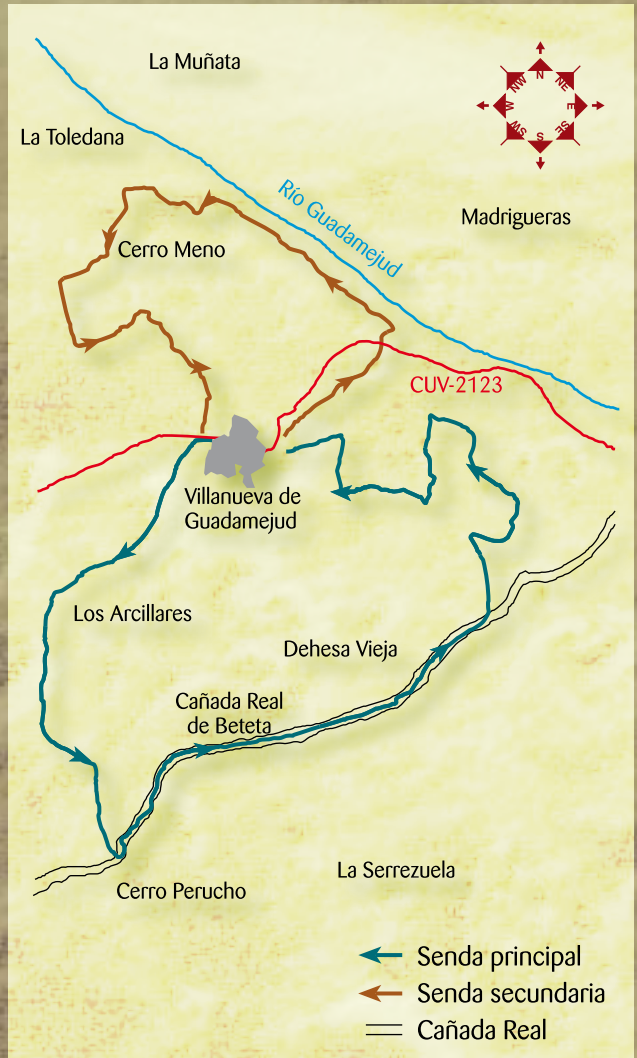 La Muñata
N
NE
E
SE
S
SW
W
NW
La Toledana
Río Guadamejud
Madrigueras
Cerro Meno
CUV-2123
Villanueva de
Guadamejud
Los Arcillares
Dehesa Vieja
Cañada Real
de Beteta
La Serrezuela
Cerro Perucho
Senda principal
Senda secundaria
Cañada Real